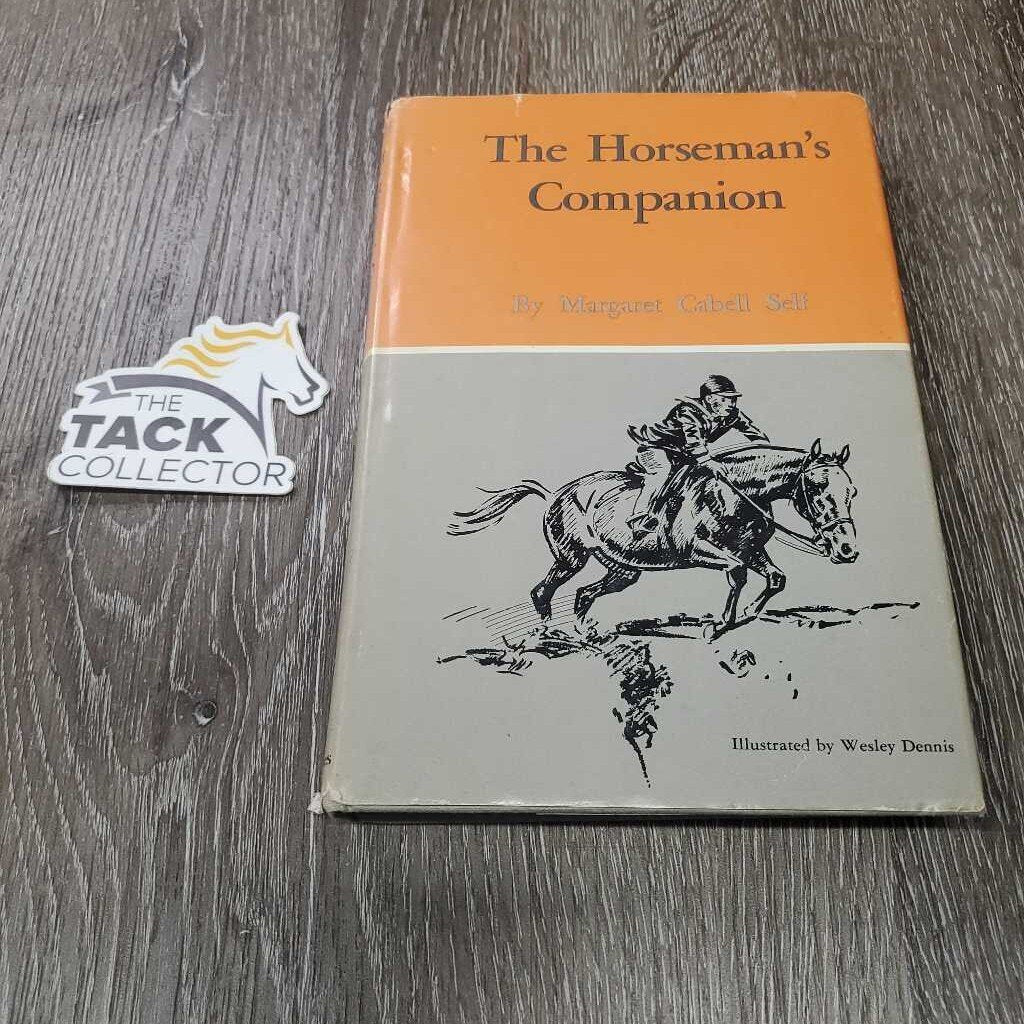 The Horseman's
Companion
By Margaret Cabell Self
THE
TACK
COLLECTOR
Illustrated by Wesley Dennis
s